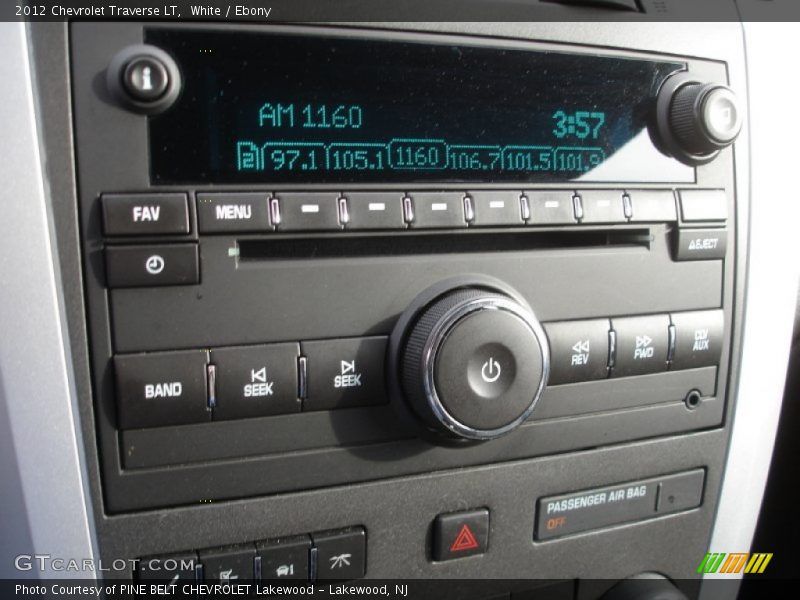 2012 Chevrolet Traverse LT,  White / Ebony
i
AM 1160
3:57
2 97.1 105.1 1160 106.7 101.5 101.9
FAV
MENU
EJECT
BAND
SEEK
SEEK
REV
FWD
CD/
AUX
PASSENGER AIR BAG
OFF
GTCarLot.com
Photo Courtesy of PINE BELT CHEVROLET Lakewood - Lakewood, NJ